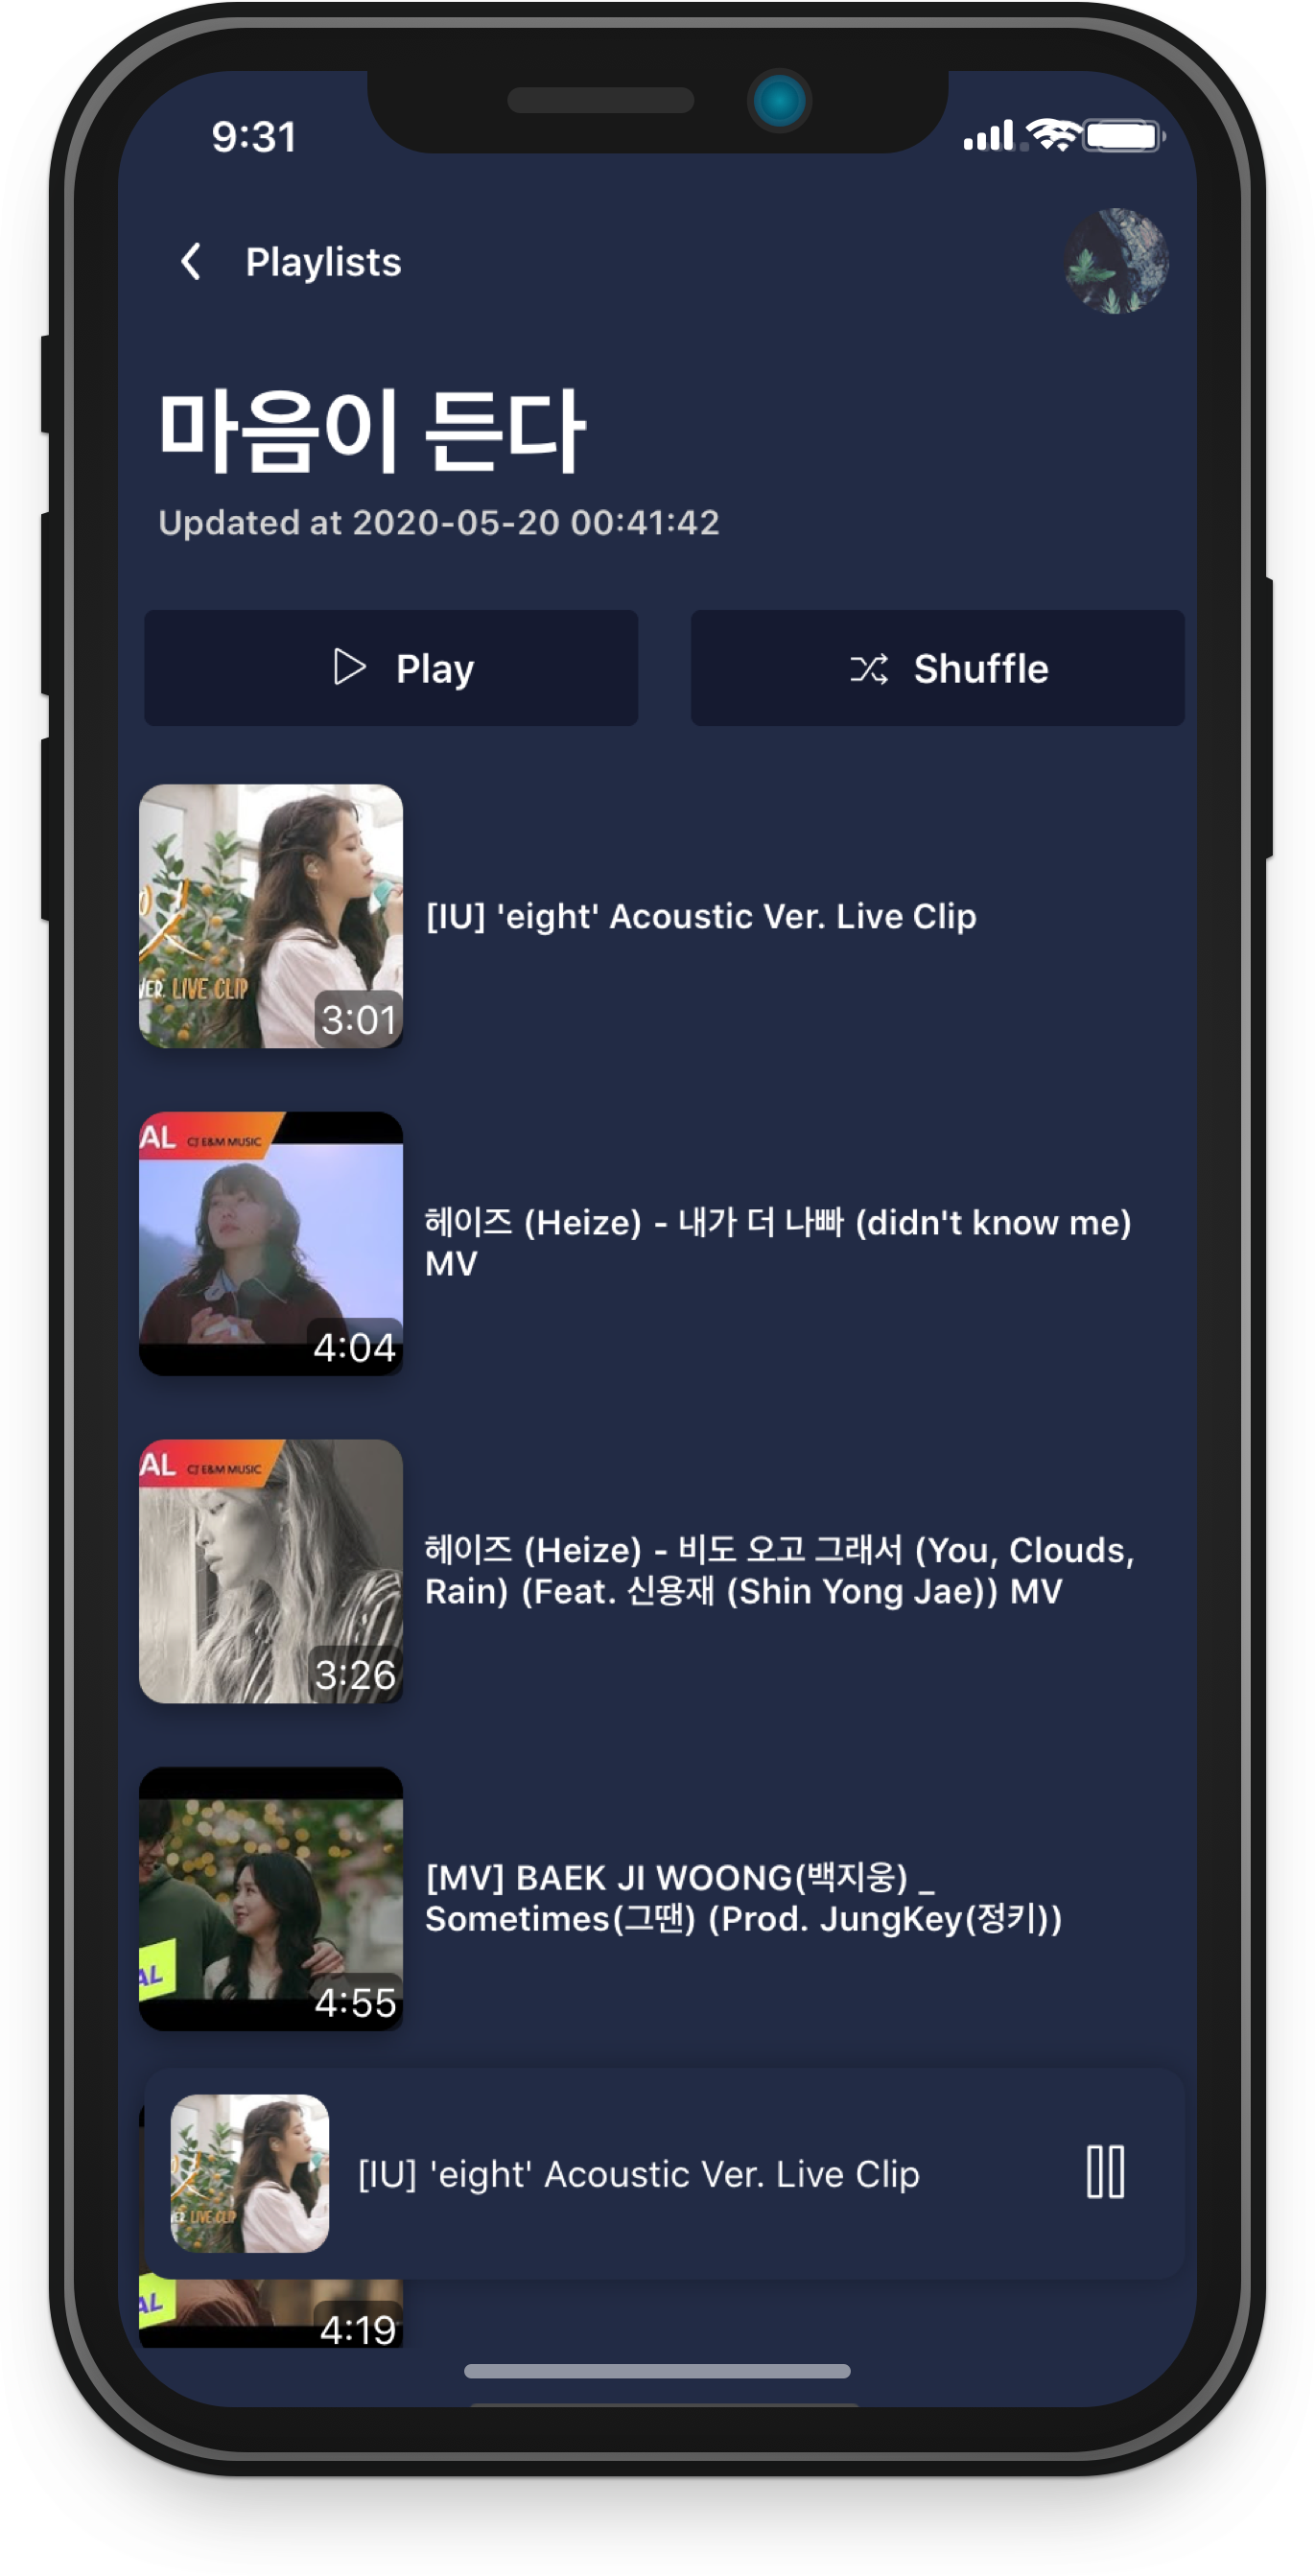 9:31
Playlists
마음이 든다
Updated at 2020-05-20 00:41:42
Play
Shuffle
VER. LIVE CLIP
3:01
[IU] 'eight' Acoustic Ver. Live Clip
AL CJ E&M MUSIC
4:04
헤이즈 (Heize) - 내가 더 나빠 (didn't know me)
MV
AL CJ E&M MUSIC
3:26
헤이즈 (Heize) - 비도 오고 그래서 (You, Clouds,
Rain) (Feat. 신용재 (Shin Yong Jae)) MV
AL
4:55
[MV] BAEK JI WOONG(백지웅) _
Sometimes(그땐) (Prod. JungKey(정키))
VER. LIVE CLIP
[IU] 'eight' Acoustic Ver. Live Clip
AL
4:19